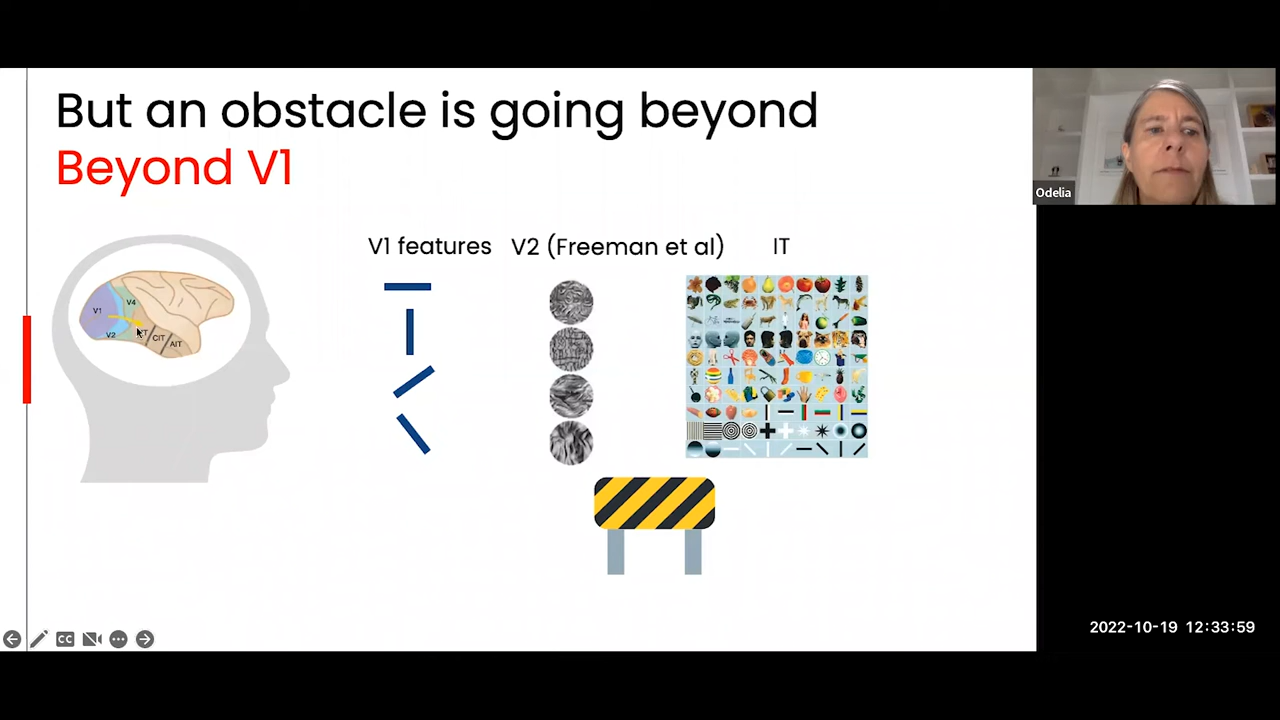 But an obstacle is going beyond
Beyond V1
Odelia
V1 features
V2 (Freeman et al)
IT
V1
V4
V2
CIT
AIT
CC
2022-10-19 12:33:59